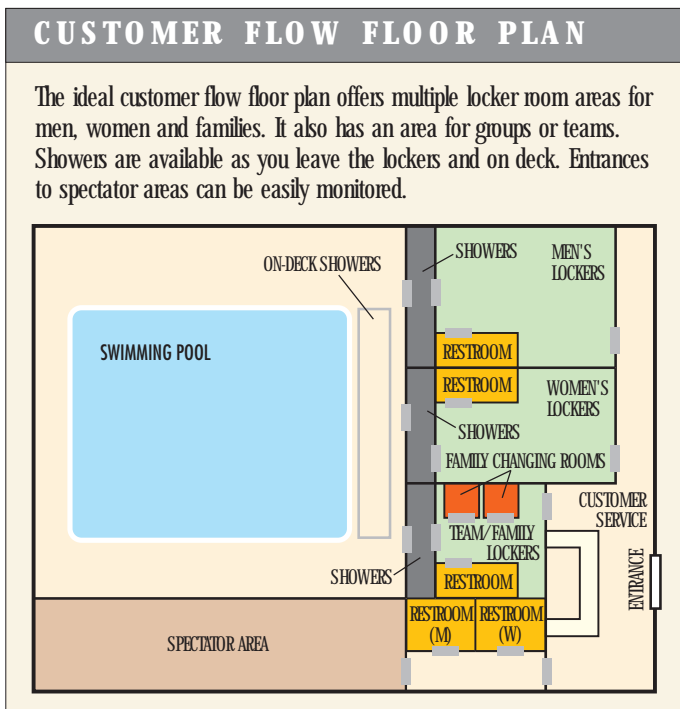 CUSTOMER FLOW FLOOR PLAN
The ideal customer flow floor plan offers multiple locker room areas for
men, women and families. It also has an area for groups or teams.
Showers are available as you leave the lockers and on deck. Entrances
to spectator areas can be easily monitored.
ON-DECK SHOWERS
SHOWERS
MEN'S
LOCKERS
SWIMMING POOL
RESTROOM
RESTROOM
WOMEN'S
LOCKERS
SHOWERS
FAMILY CHANGING ROOMS
CUSTOMER
SERVICE
TEAM/FAMILY
LOCKERS
ENTRANCE
SHOWERS
RESTROOM
RESTROOM
(M)
RESTROOM
(W)
SPECTATOR AREA